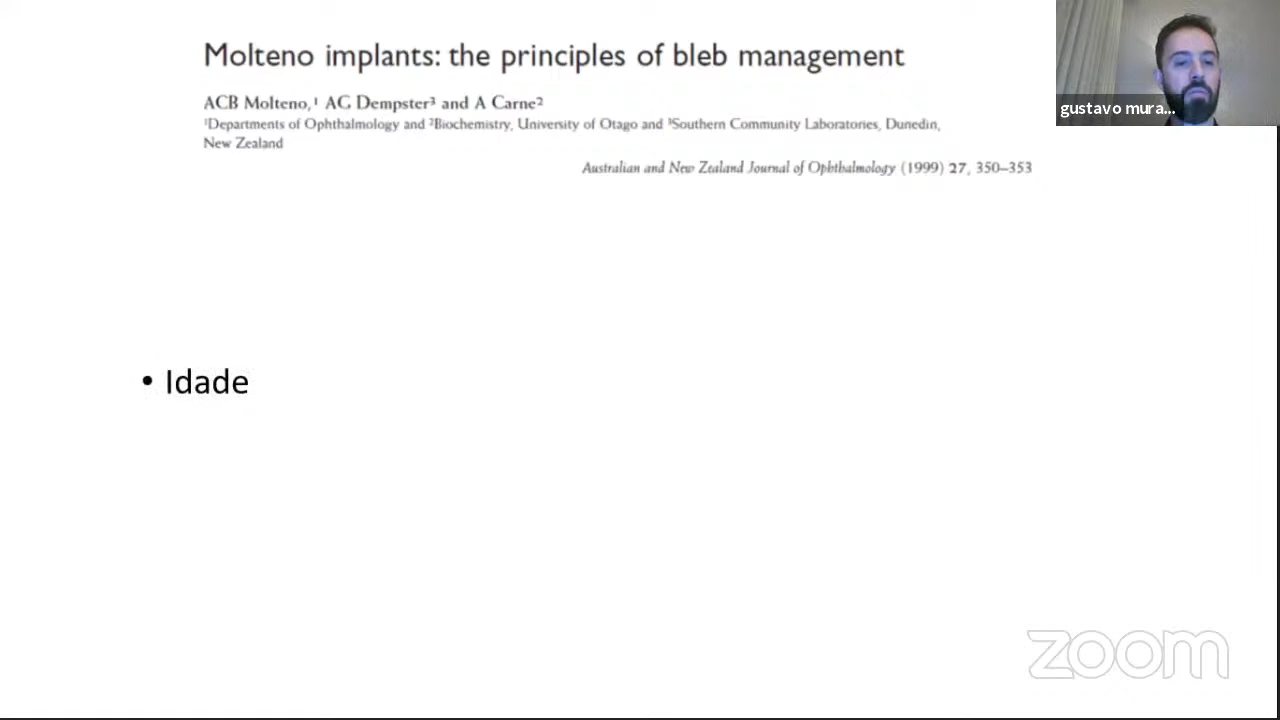 Molteno implants: the principles of bleb management
ACB Molteno,¹ AG Dempster³ and A Carne²
¹Departments of Ophthalmology and ²Biochemistry, University of Otago and ³Southern Community Laboratories, Dunedin,
New Zealand
Australian and New Zealand Journal of Ophthalmology (1999) 27, 350–353
gustavo mura...
• Idade
zoom